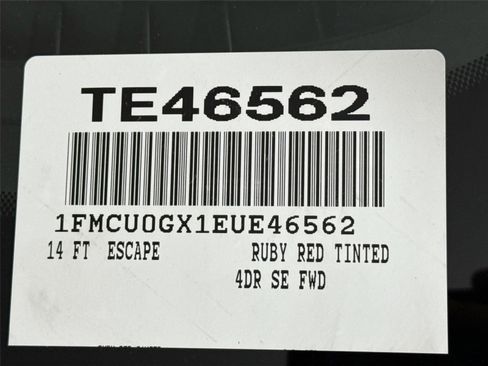 TE46562
1FMCU0GX1EUE46562
14 FT ESCAPE RUBY RED TINTED
4DR SE FWD